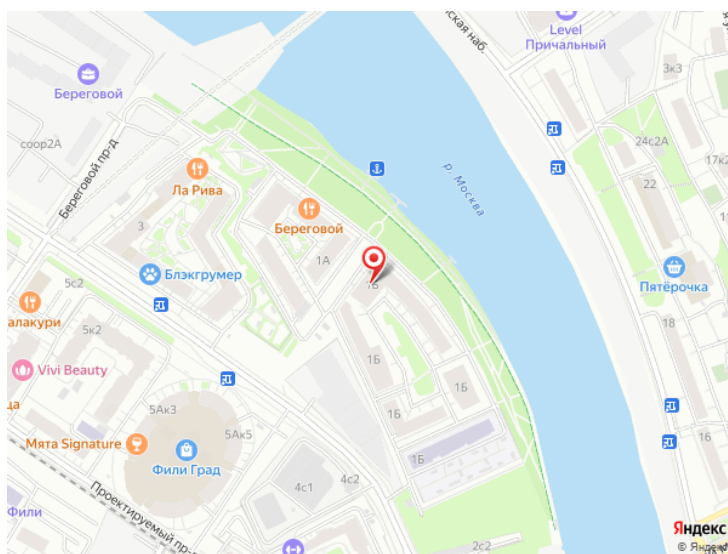 Level
Причальный
ская наб.
3к3
Береговой
24с2А
соор2А
Береговой пр-д
17к
Ла Рива
р. Москва
22
3
Береговой
1А
Блэкгрумер
5с2
1Б
Пятёрочка
алакури
5к2
18
Vivi Beauty
1Б
1Б
ца
5Ак3
5Ак5
1Б
16
Мята Signature
Фили Град
1Б
4с2
4с1
Проектируемый пр-
Фили
2с2
Яндекс
© Яндекс